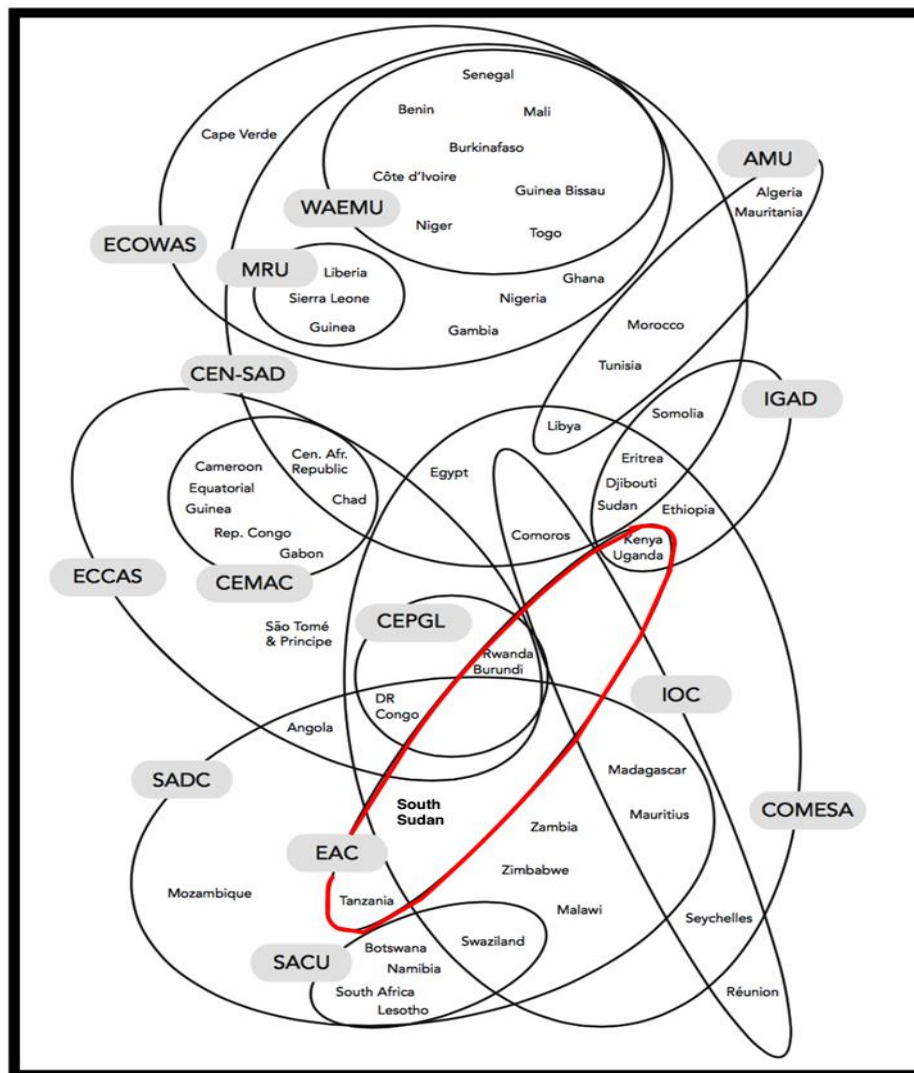 Senegal
Benin
Mali
Cape Verde
Burkinafaso
AMU
Côte d'Ivoire
Guinea Bissau
Algeria
Mauritania
WAEMU
Niger
Togo
ECOWAS
MRU
Liberia
Ghana
Sierra Leone
Nigeria
Guinea
Gambia
Morocco
Tunisia
CEN-SAD
IGAD
Somolia
Libya
Cen. Afr.
Republic
Cameroon
Equatorial
Guinea
Egypt
Eritrea
Djibouti
Chad
Sudan
Ethiopia
Rep. Congo
Comoros
Kenya
Uganda
Gabon
ECCAS
CEMAC
São Tomé
& Principe
CEPGL
Rwanda
Burundi
IOC
DR
Congo
Angola
SADC
Madagascar
South
Sudan
Mauritius
COMESA
Zambia
EAC
Zimbabwe
Mozambique
Tanzania
Malawi
Seychelles
Swaziland
Botswana
SACU
Namibia
South Africa
Réunion
Lesotho